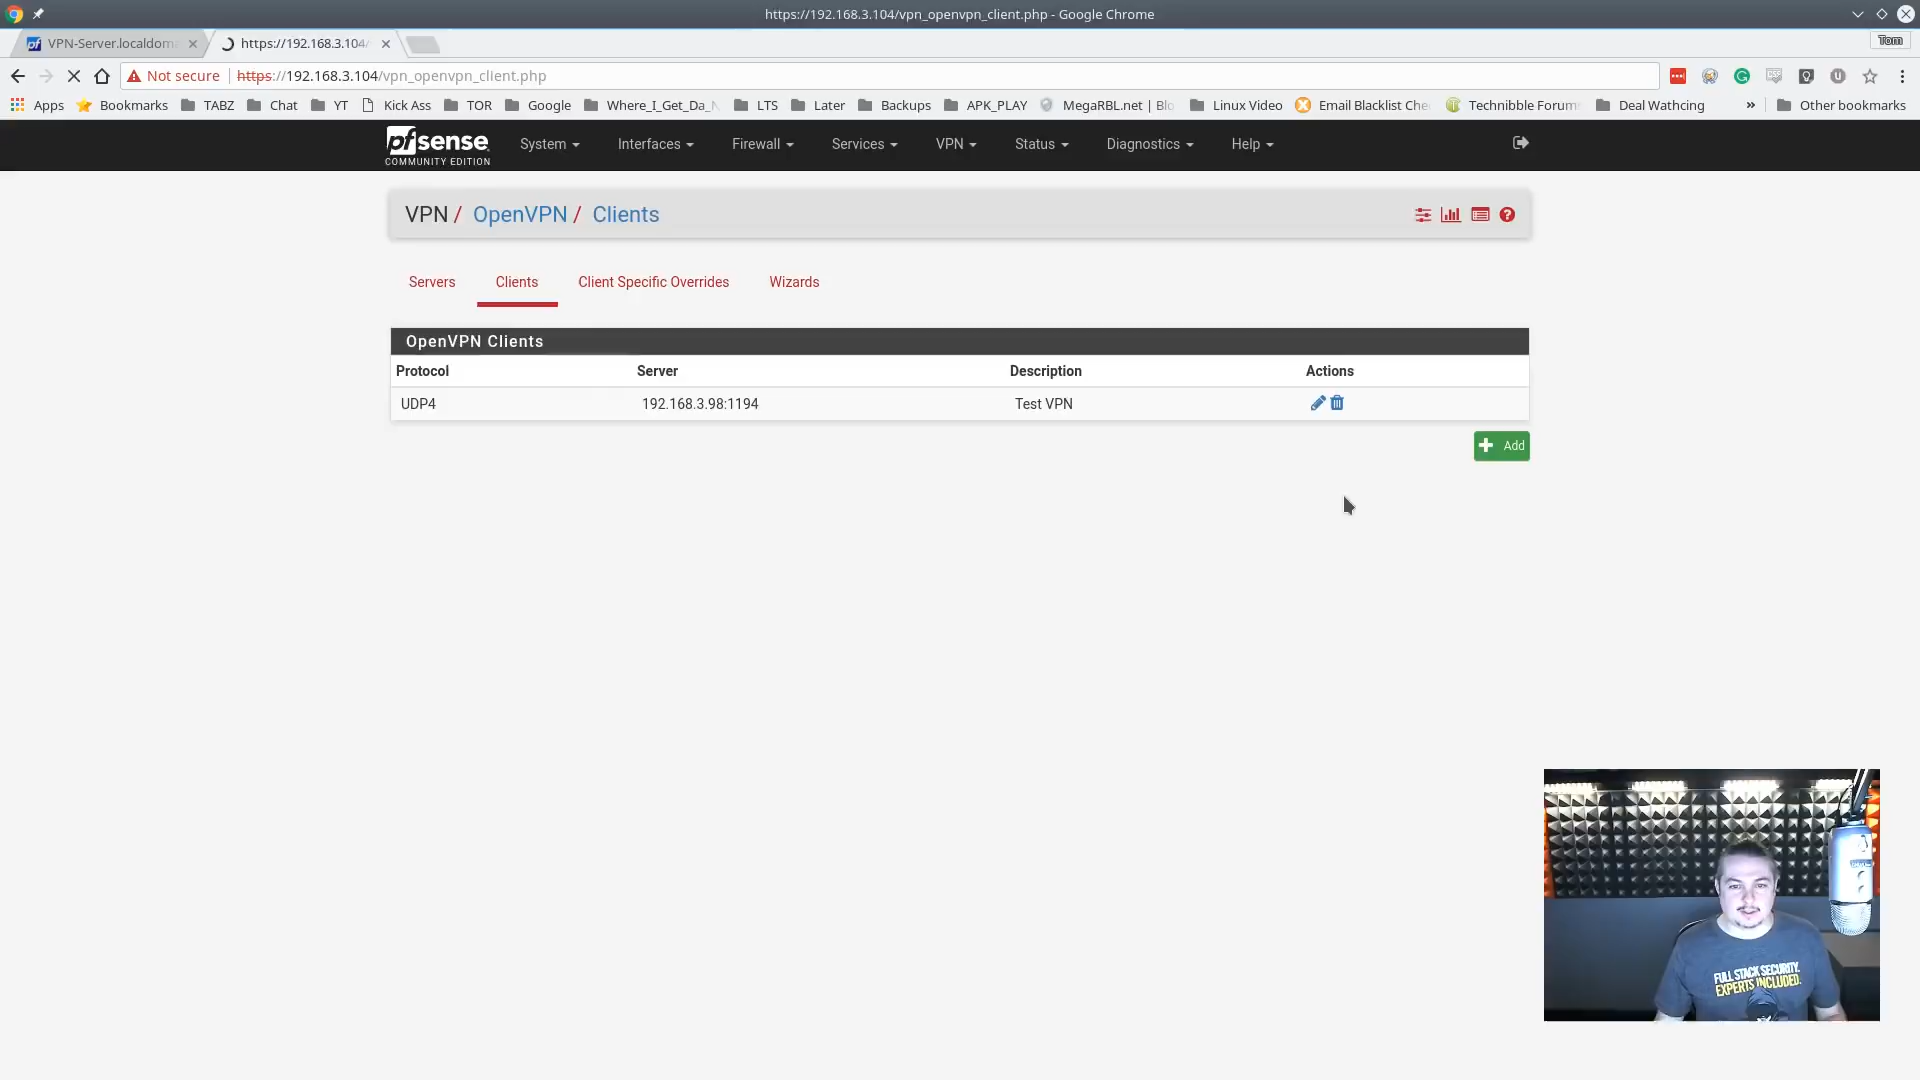 https://192.168.3.104/vpn_openvpn_client.php - Google Chrome
VPN-Server.localdoma
https://192.168.3.104/
Tom
Not secure
https://192.168.3.104/vpn_openvpn_client.php
Apps
Bookmarks
TABZ
Chat
YT
Kick Ass
TOR
Google
Where_I_Get_Da_
LTS
Later
Backups
APK_PLAY
MegaRBL.net | Blo
Linux Video
Email Blacklist Che
Technibble Forum
Deal Wathcing
»
Other bookmarks
pfsense
COMMUNITY EDITION
System
Interfaces
Firewall
Services
VPN
Status
Diagnostics
Help
VPN / OpenVPN / Clients
Servers
Clients
Client Specific Overrides
Wizards
OpenVPN Clients
Protocol Server Description Actions
UDP4 192.168.3.98:1194 Test VPN
Add
FULL STACK SECURITY.
EXPERTS INCLUDED.